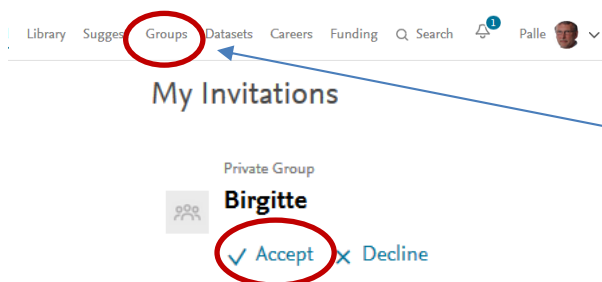 Library Sugges Groups Datasets Careers Funding Search 1 Palle
My Invitations
Private Group
Birgitte
Accept Decline